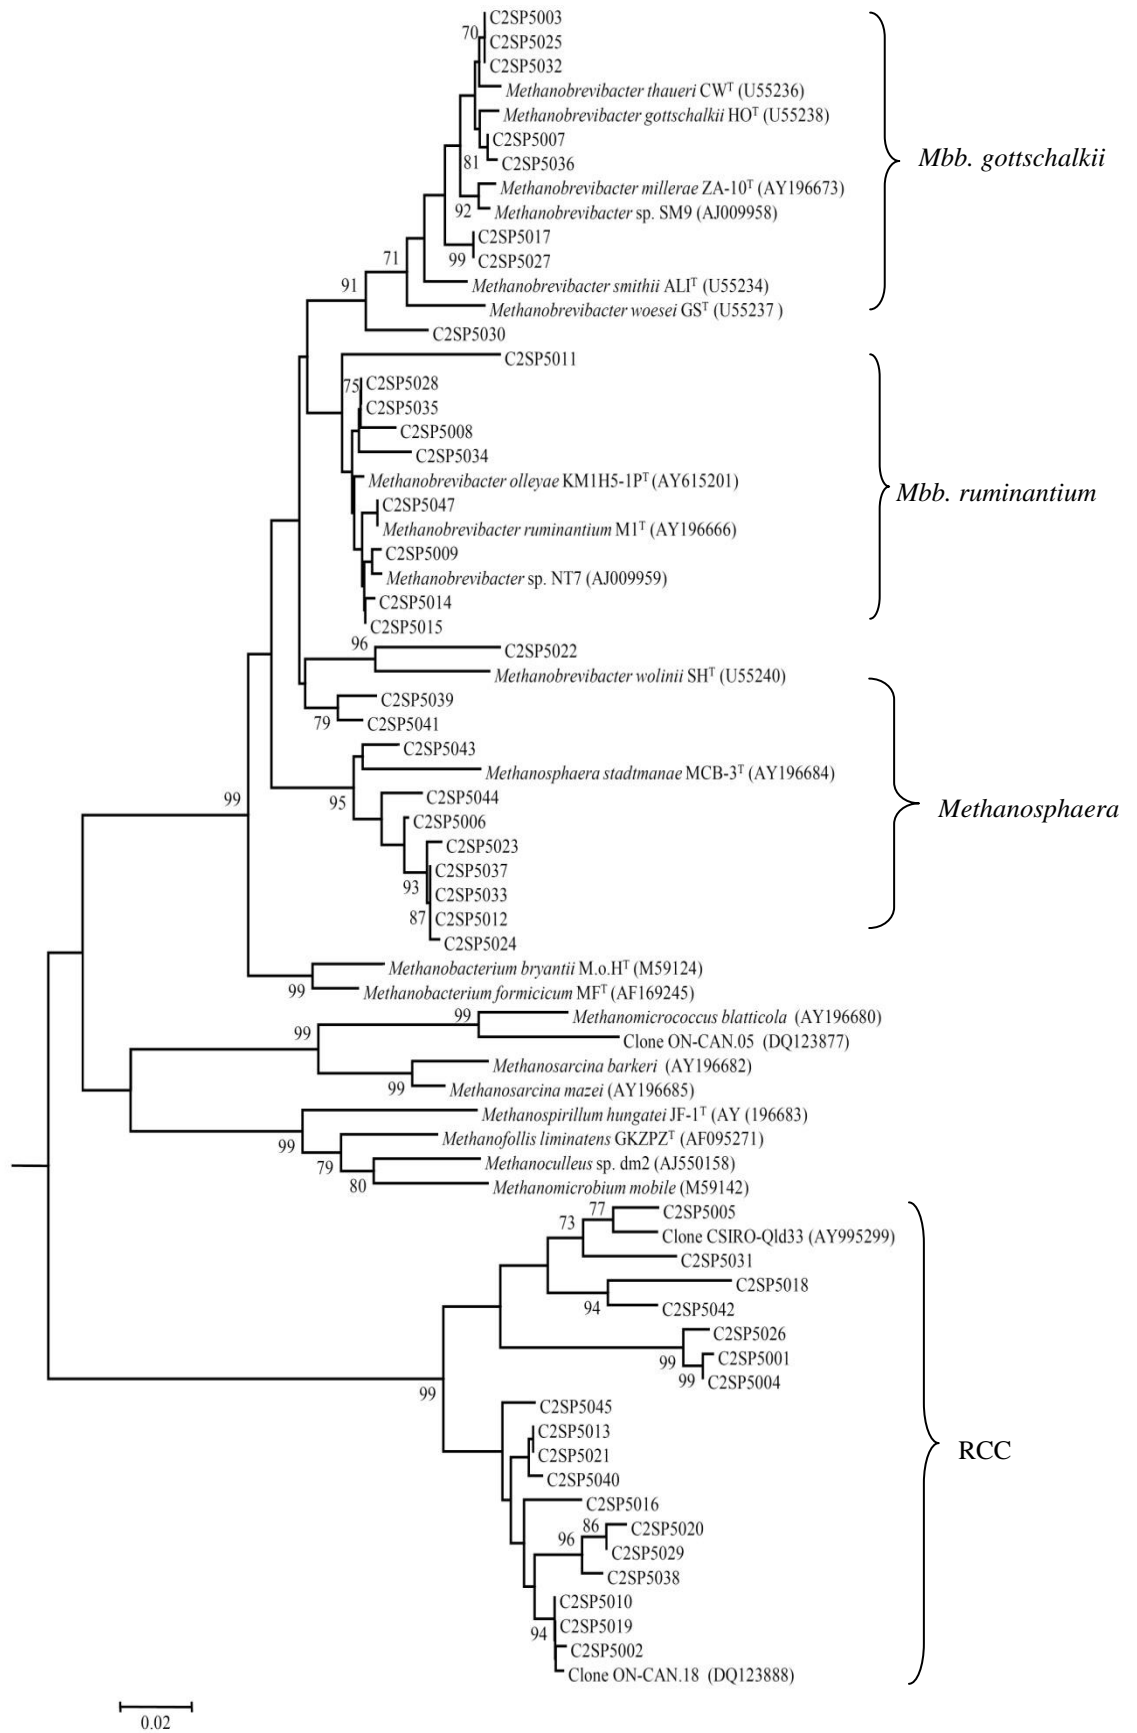 C2SP5003
70
C2SP5025
C2SP5032
Methanobrevibacter thaueri CWᵀ (U55236)
Methanobrevibacter gottschalkii HOᵀ (U55238)
C2SP5007
Mbb. gottschalkii
81
C2SP5036
Methanobrevibacter millerae ZA-10ᵀ (AY196673)
92
Methanobrevibacter sp. SM9 (AJ009958)
C2SP5017
99
C2SP5027
71
Methanobrevibacter smithii ALIᵀ (U55234)
91
Methanobrevibacter woesei GSᵀ (U55237 )
C2SP5030
C2SP5011
75
C2SP5028
C2SP5035
C2SP5008
C2SP5034
Methanobrevibacter olleyae KM1H5-1Pᵀ (AY615201)
Mbb. ruminantium
C2SP5047
Methanobrevibacter ruminantium M1ᵀ (AY196666)
C2SP5009
Methanobrevibacter sp. NT7 (AJ009959)
C2SP5014
C2SP5015
96
C2SP5022
Methanobrevibacter wolinii SHᵀ (U55240)
C2SP5039
79
C2SP5041
C2SP5043
Methanosphaera stadtmanae MCB-3ᵀ (AY196684)
99
95
C2SP5044
Methanosphaera
C2SP5006
C2SP5023
C2SP5037
93
C2SP5033
87
C2SP5012
C2SP5024
Methanobacterium bryantii M.o.Hᵀ (M59124)
99
Methanobacterium formicicum MFᵀ (AF169245)
99
Methanomicrococcus blatticola (AY196680)
99
Clone ON-CAN.05 (DQ123877)
Methanosarcina barkeri (AY196682)
99
Methanosarcina mazei (AY196685)
Methanospirillum hungatei JF-1ᵀ (AY (196683)
99
Methanofollis liminatens GKZPZᵀ (AF095271)
79
Methanoculleus sp. dm2 (AJ550158)
80
Methanomicrobium mobile (M59142)
77
C2SP5005
73
Clone CSIRO-Qld33 (AY995299)
C2SP5031
C2SP5018
94
C2SP5042
C2SP5026
99
C2SP5001
99
C2SP5004
99
C2SP5045
C2SP5013
RCC
C2SP5021
C2SP5040
C2SP5016
86
C2SP5020
96
C2SP5029
C2SP5038
C2SP5010
94
C2SP5019
C2SP5002
Clone ON-CAN.18 (DQ123888)
0.02